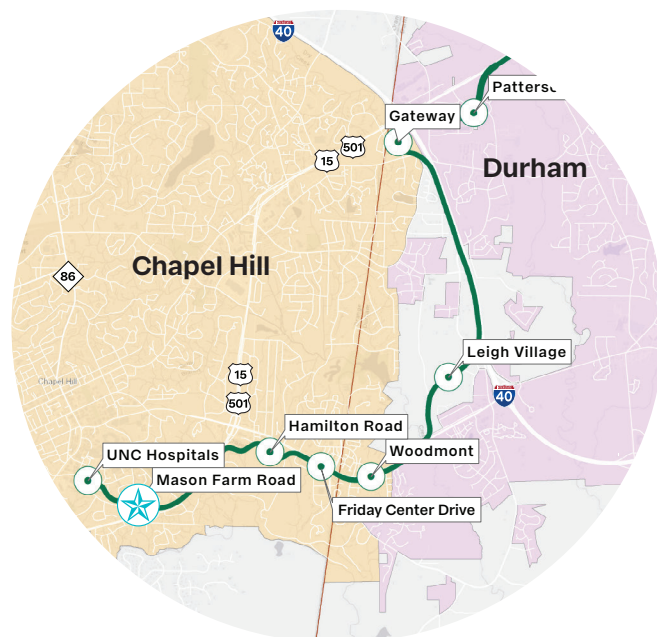 40
Patters
Gateway
501
15
Durham
Chapel Hill
86
Leigh Village
15
Chapel Hill
40
501
Hamilton Road
UNC Hospitals
Woodmont
Mason Farm Road
Friday Center Drive